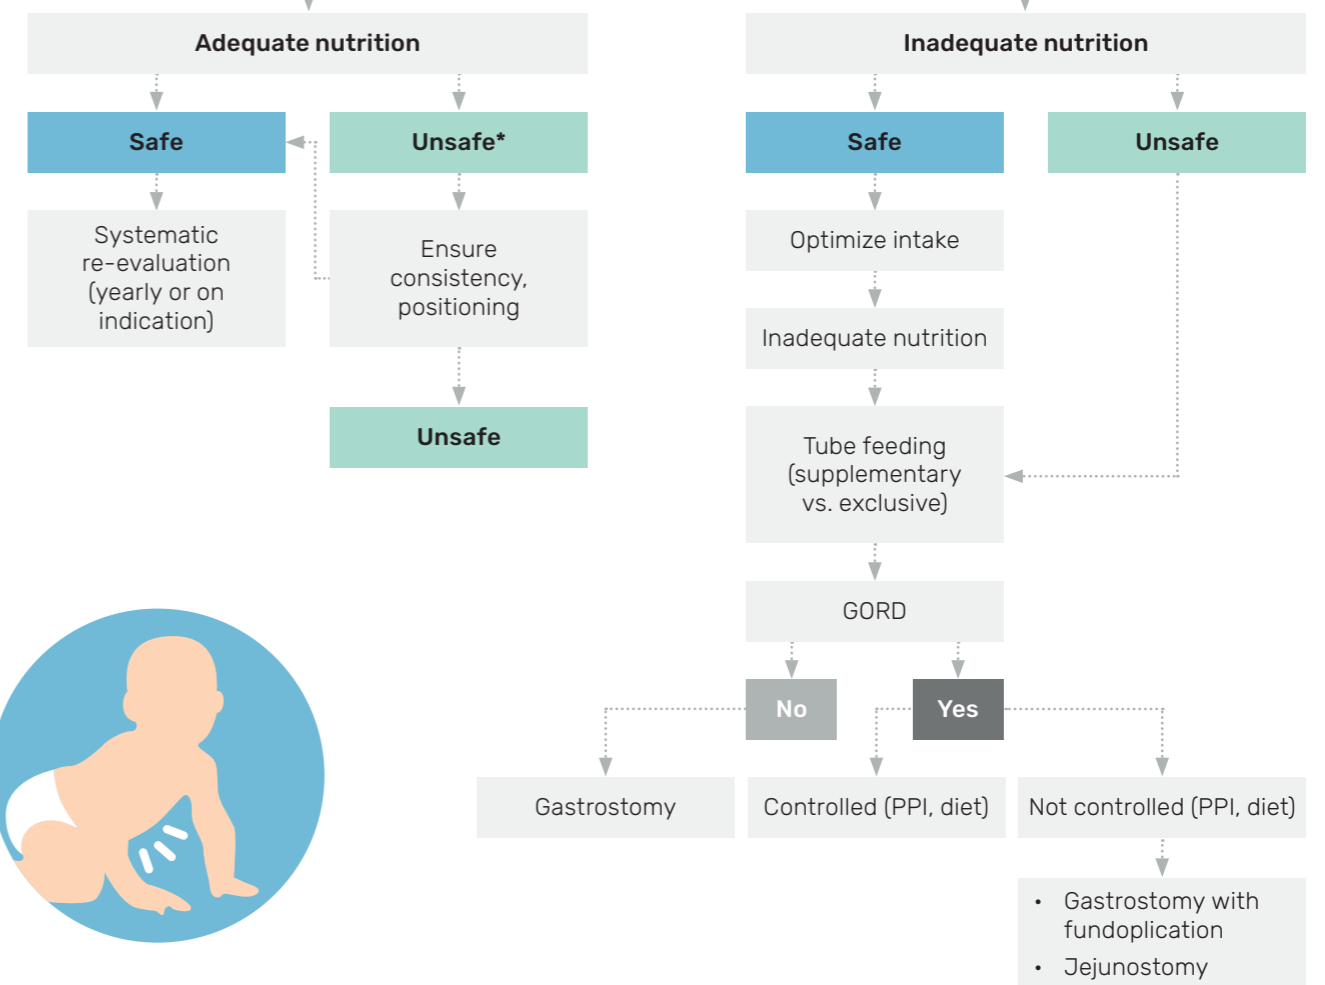 Adequate nutrition
Safe
Unsafe*
Systematic
re-evaluation
(yearly or on
indication)
Ensure
consistency,
positioning
Unsafe
Inadequate nutrition
Safe
Unsafe
Optimize intake
Inadequate nutrition
Tube feeding
(supplementary
vs. exclusive)
GORD
No
Yes
Gastrostomy
Controlled (PPI, diet)
Not controlled (PPI, diet)
• Gastrostomy with
fundoplication
• Jejunostomy